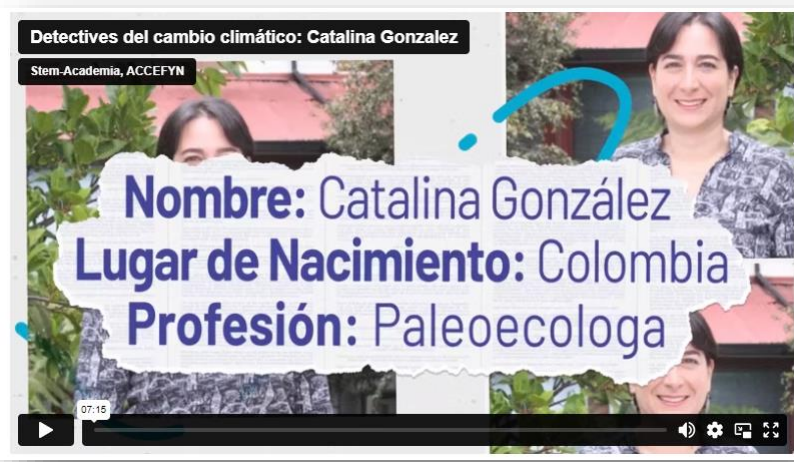 Detectives del cambio climático: Catalina Gonzalez
Stem-Academia, ACCEFYN
Nombre: Catalina González
Lugar de Nacimiento: Colombia
Profesión: Paleoecologa
07:15